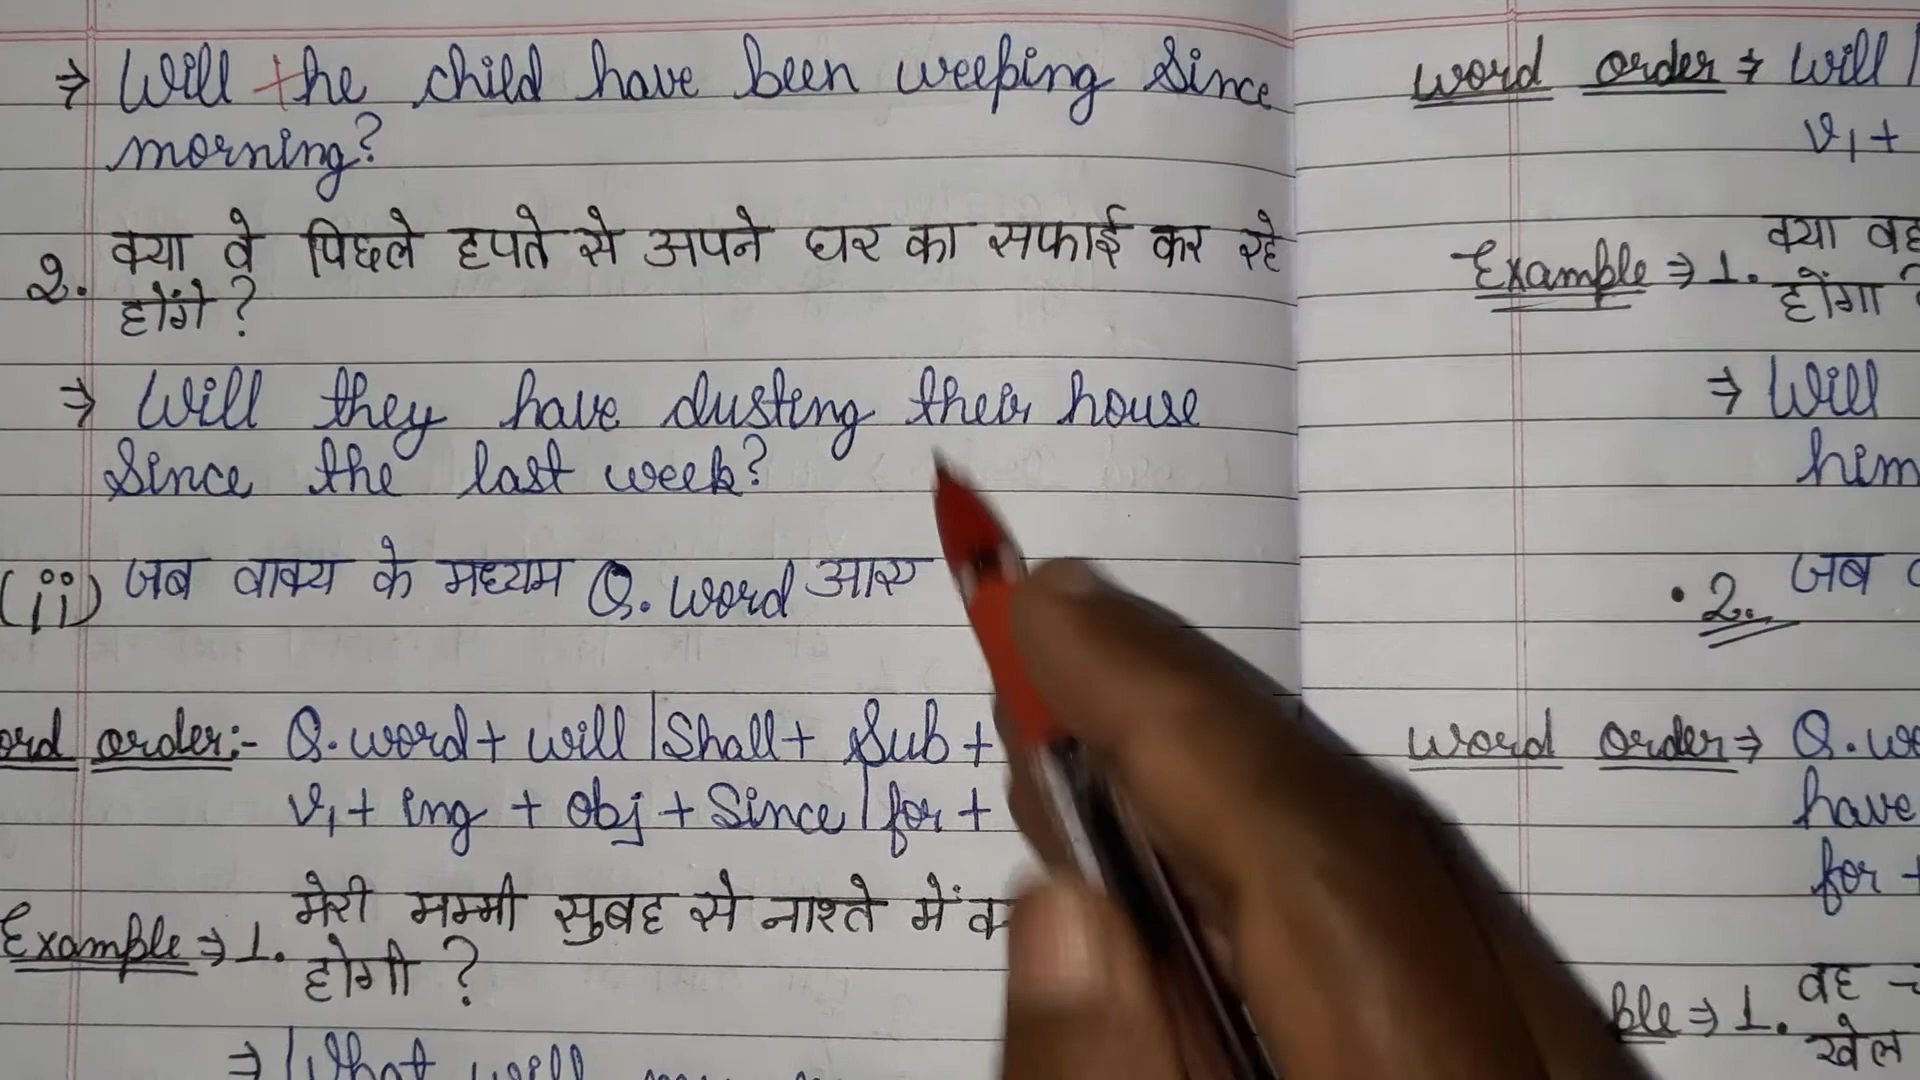 ⇒ Will the child have been weeping Since
morning?
2. क्या वे पिछले हपते से अपने घर का सफाई कर रहे
होंगे?
⇒ Will they have dusting their house
Since the last week?
(ii) जब वाक्य के मध्यम Q. word आए
order:- Q. word + will | Shall + Sub +
V₁ + ing + obj + Since | for +
Example ⇒ 1. मेरी मम्मी सुबह से नाश्ते में
होगी ?
⇒ What will
word order ⇒ Will |
V₁ +
Example ⇒ 1. क्या वह
होंगा ?
⇒ Will
him
• 2. जब
word order ⇒ Q.
have
for +
⇒ 1. वह
खेल